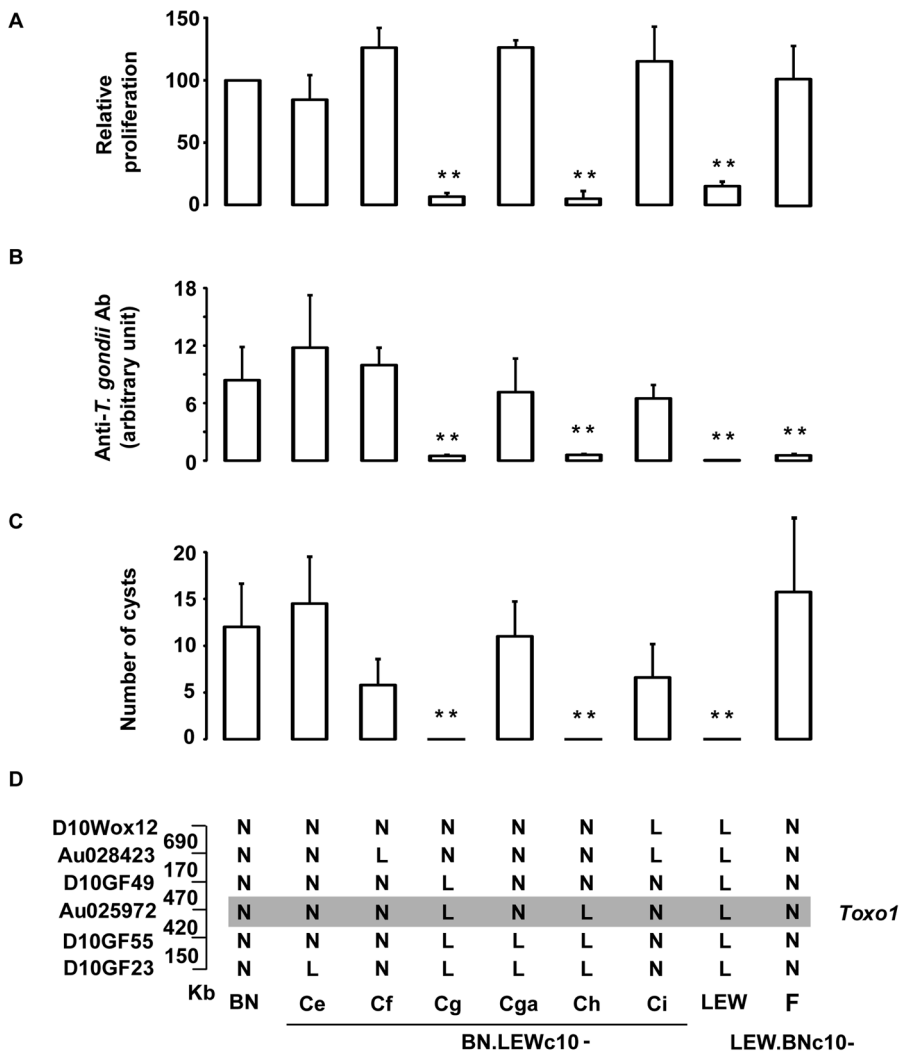 A
Relative
proliferation
150
100
50
0
**
**
**
B
Anti-T. gondii Ab
(arbitrary unit)
18
12
6
0
**
**
**
**
C
Number of cysts
20
15
10
5
0
**
**
**
D
D10Wox12 N N N N N N L L N
690
Au028423 N N L N N N L L N
170
D10GF49 N N N L N N N L N
470
Au025972 N N N L N L N L N Toxo1
420
D10GF55 N N N L L L N L N
150
D10GF23 N L N L L L N L N
Kb BN Ce Cf Cg Cga Ch Ci LEW F
BN.LEWc10 - LEW.BNc10-